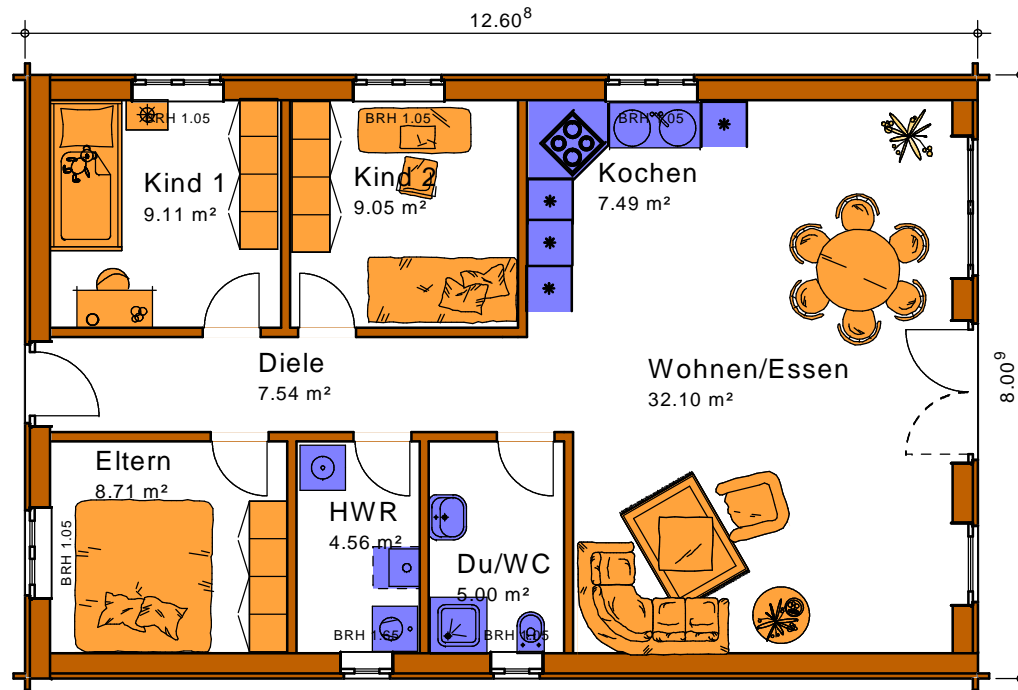 12.60⁸
BRH 1.05
BRH 1.05
BRH 1.05
Kind 1
9.11 m²
Kind 2
9.05 m²
Kochen
7.49 m²
Diele
7.54 m²
Wohnen/Essen
32.10 m²
8.00⁹
Eltern
8.71 m²
BRH 1.05
HWR
4.56 m²
Du/WC
5.00 m²
BRH 1.65
BRH 1.05